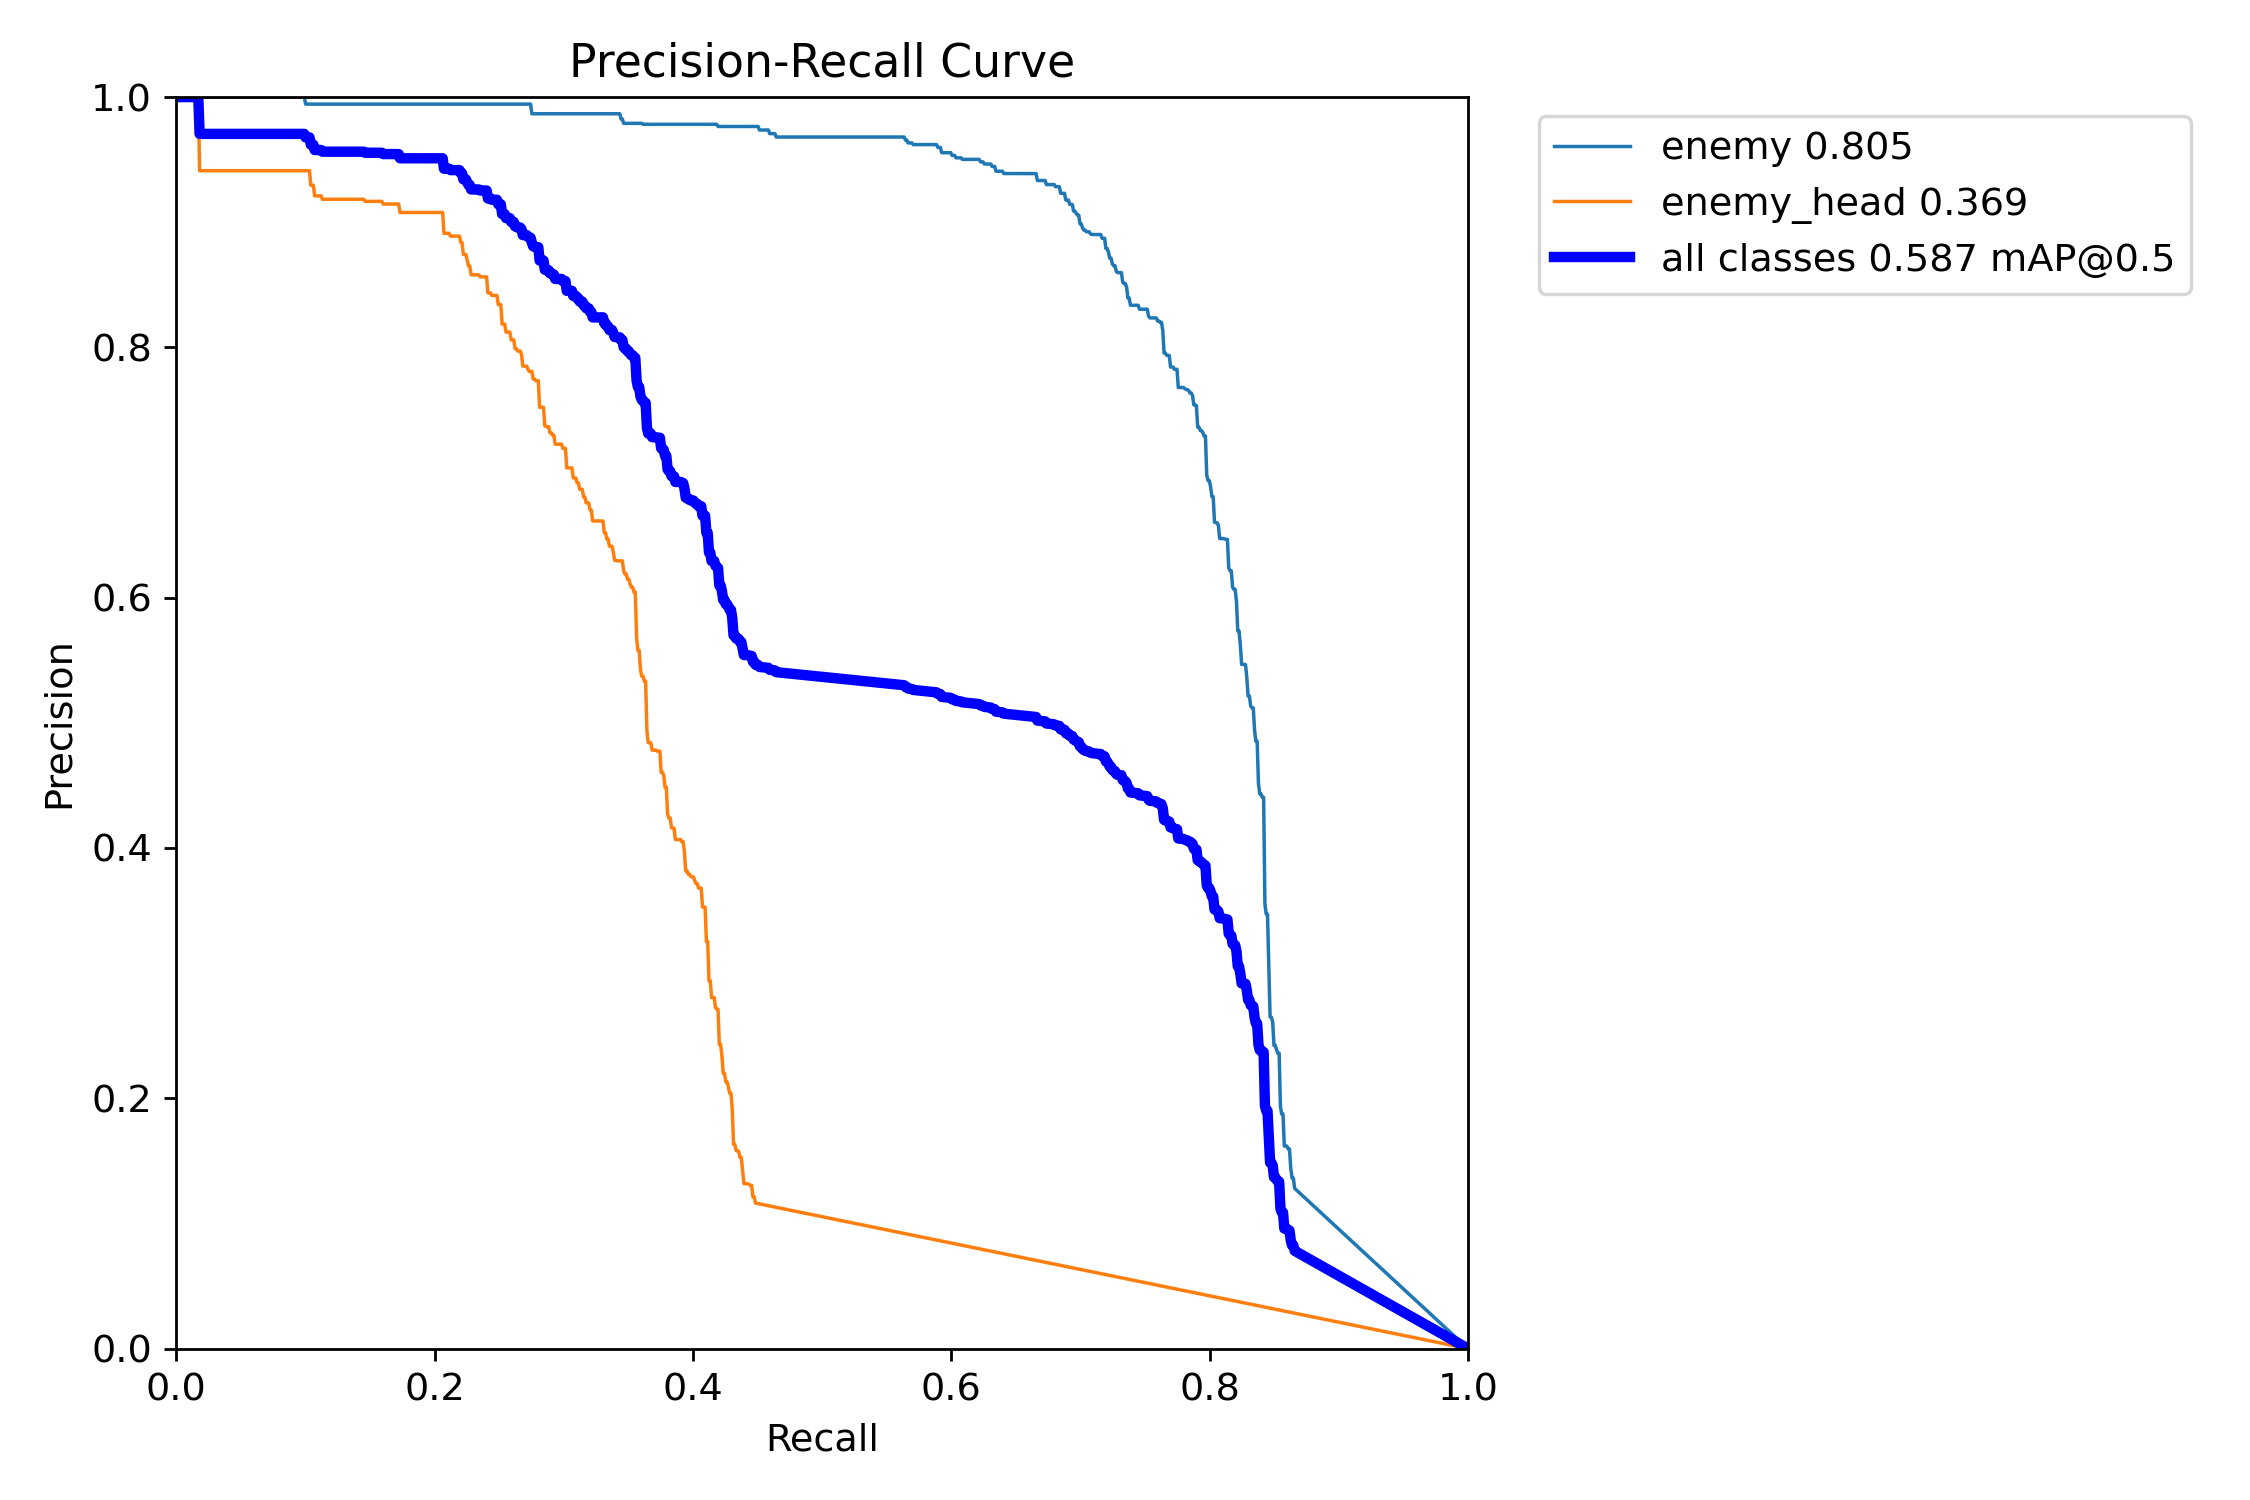 Precision-Recall Curve
enemy 0.805
enemy_head 0.369
all classes 0.587 mAP@0.5
Precision
1.0
0.8
0.6
0.4
0.2
0.0
0.0 0.2 0.4 0.6 0.8 1.0
Recall